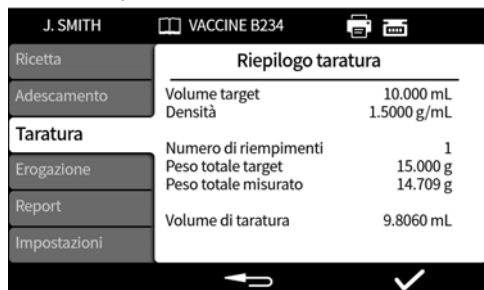 J. SMITH VACCINE B234
Ricetta
Adescamento
Taratura
Erogazione
Report
Impostazioni
Riepilogo taratura
Volume target 10.000 mL
Densità 1.5000 g/mL
Numero di riempimenti 1
Peso totale target 15.000 g
Peso totale misurato 14.709 g
Volume di taratura 9.8060 mL